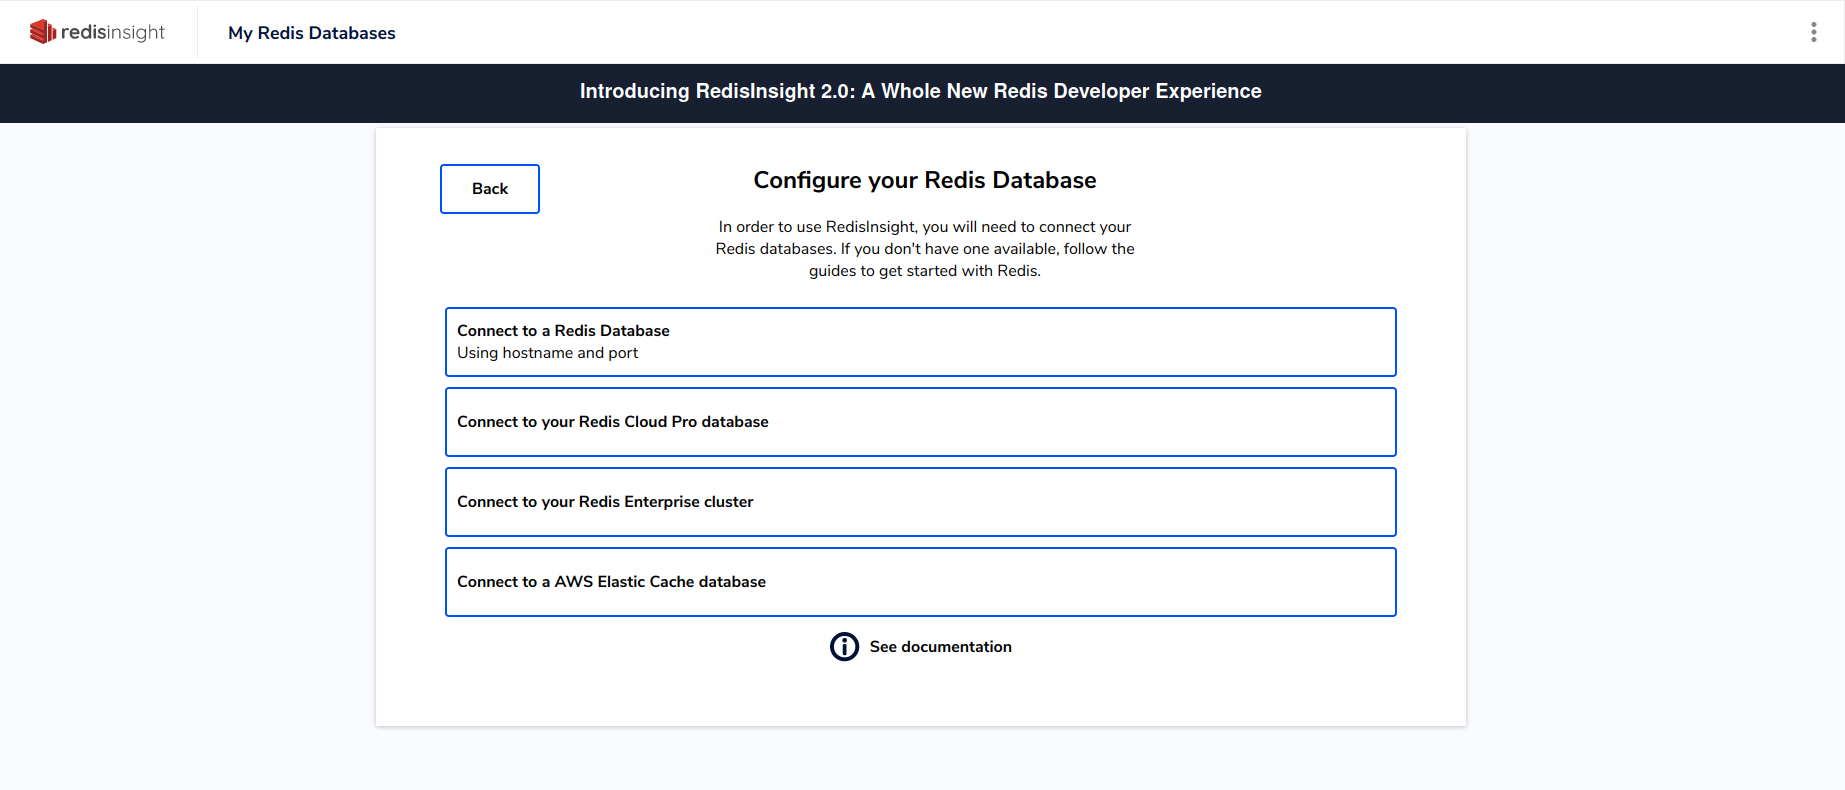 redisinsight
My Redis Databases
Introducing RedisInsight 2.0: A Whole New Redis Developer Experience
Back
Configure your Redis Database
In order to use RedisInsight, you will need to connect your
Redis databases. If you don't have one available, follow the
guides to get started with Redis.
Connect to a Redis Database
Using hostname and port
Connect to your Redis Cloud Pro database
Connect to your Redis Enterprise cluster
Connect to a AWS Elastic Cache database
See documentation